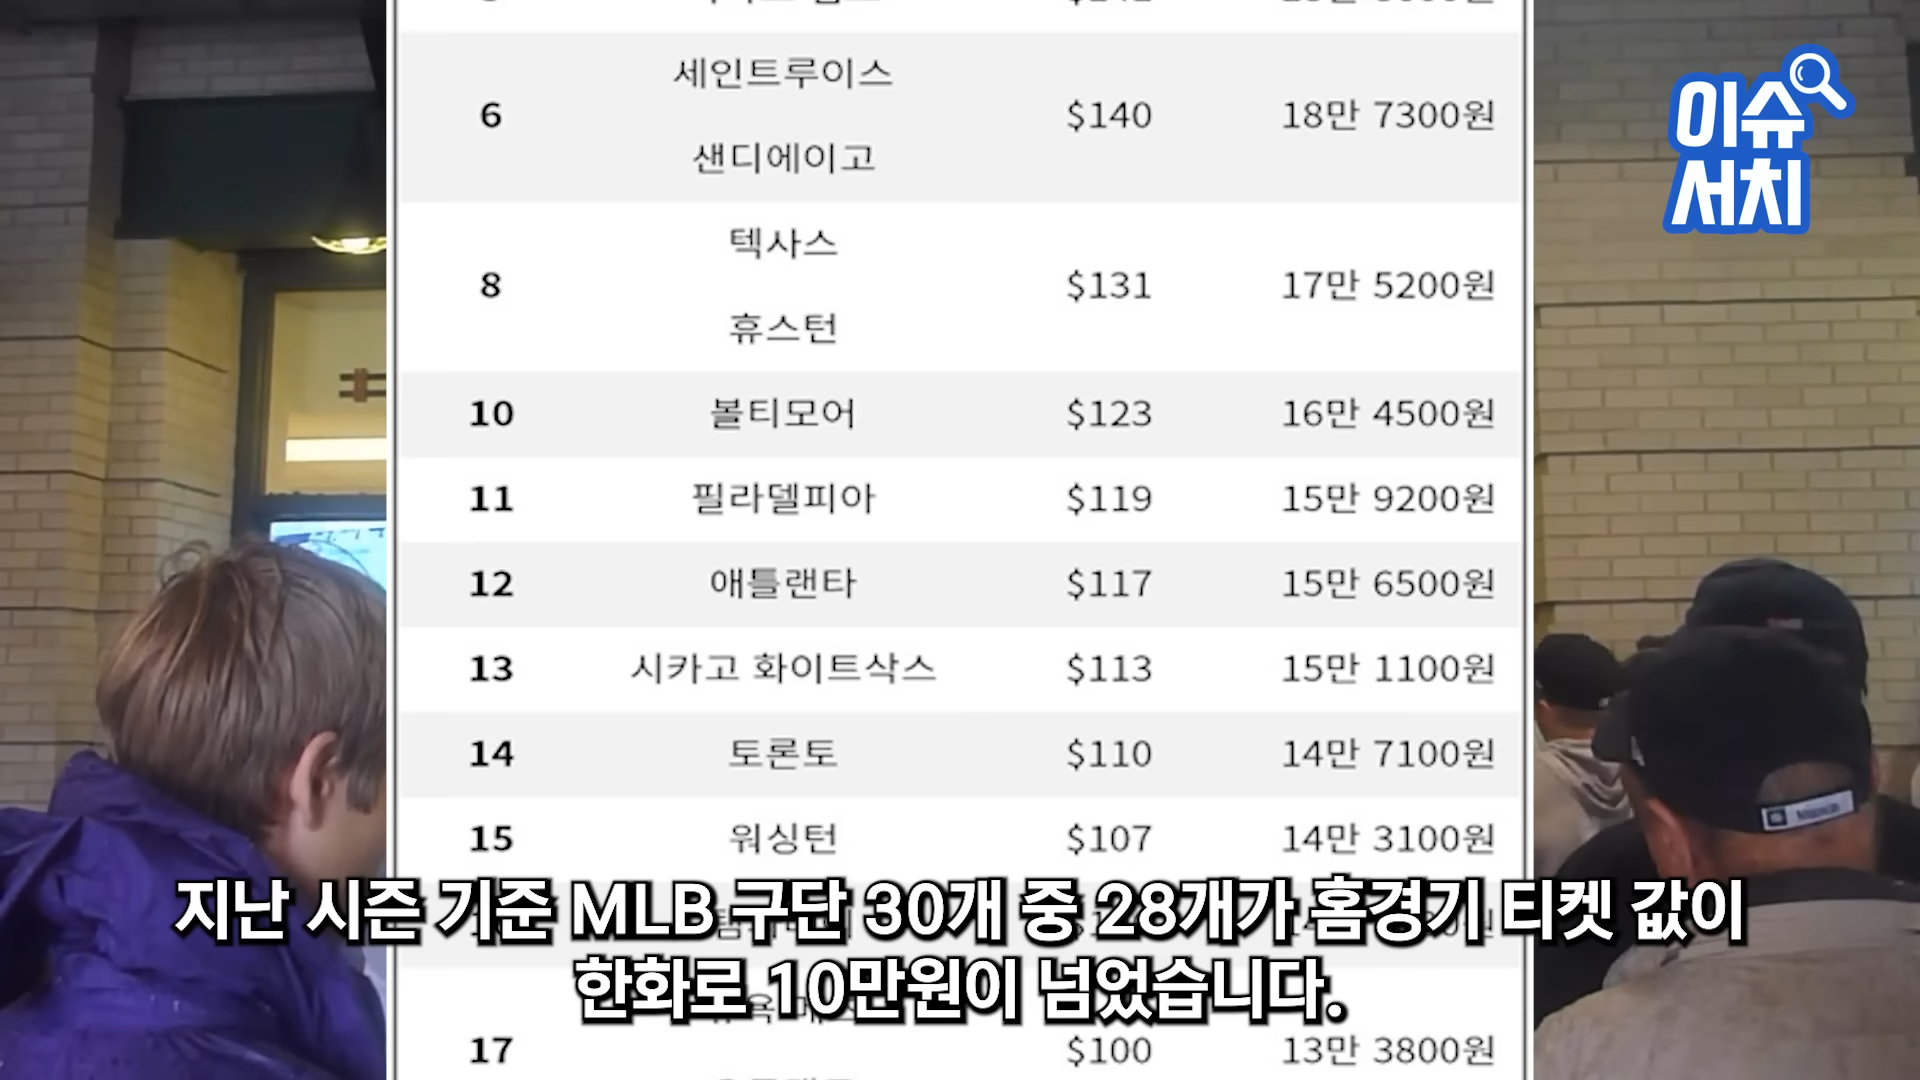 6
세인트루이스
샌디에이고
$140
18만 7300원
8
텍사스
휴스턴
$131
17만 5200원
10 볼티모어 $123 16만 4500원
11 필라델피아 $119 15만 9200원
12 애틀랜타 $117 15만 6500원
13 시카고 화이트삭스 $113 15만 1100원
14 토론토 $110 14만 7100원
15 워싱턴 $107 14만 3100원
17 $100 13만 3800원
이슈
서치
지난 시즌 기준 MLB 구단 30개 중 28개가 홈경기 티켓 값이
한화로 10만원이 넘었습니다.